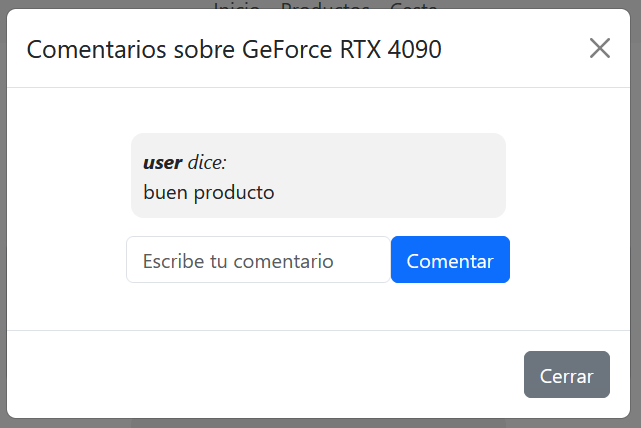 Inicio Productos Cesta
Comentarios sobre GeForce RTX 4090
user dice:
buen producto
Escribe tu comentario
Comentar
Cerrar